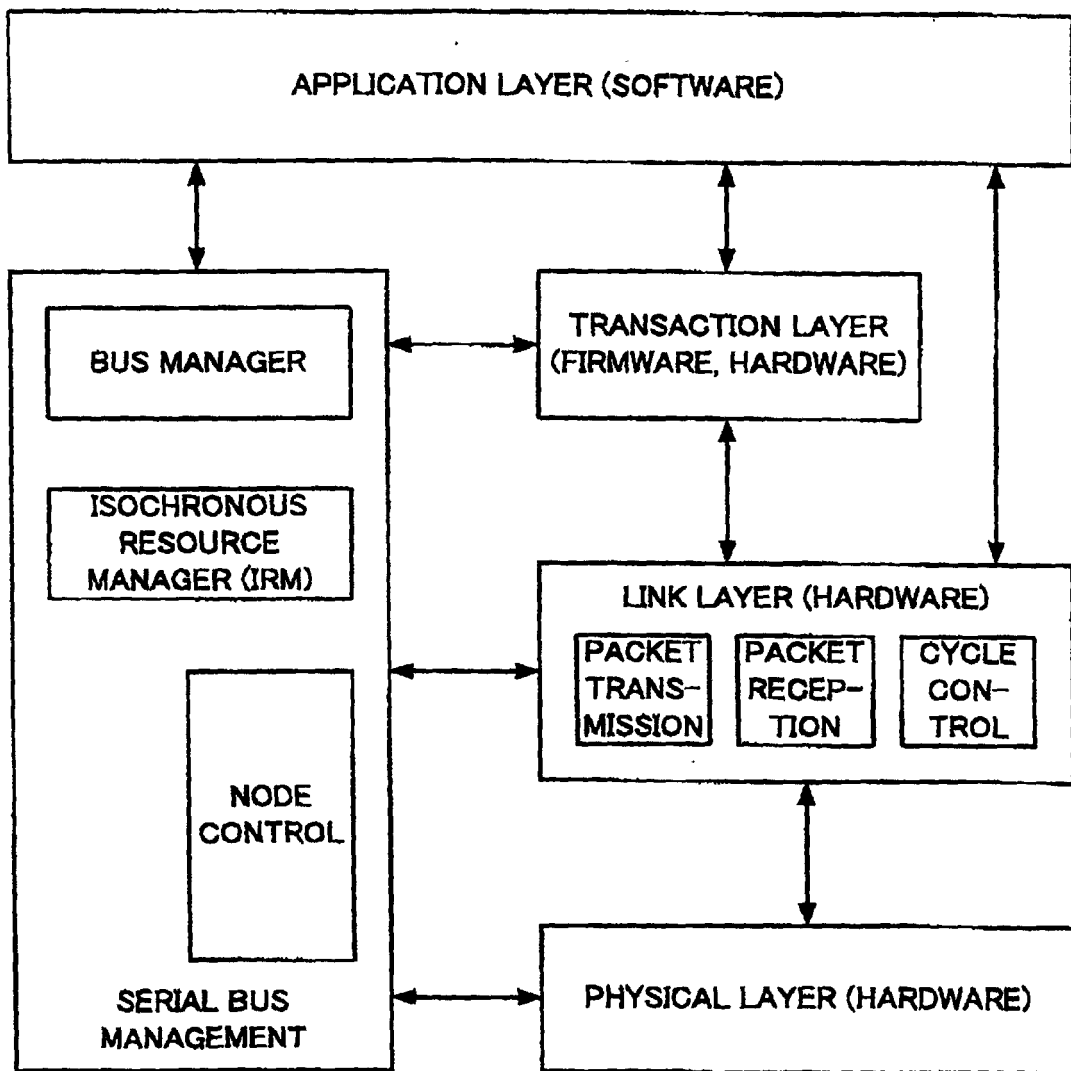 APPLICATION LAYER (SOFTWARE)
BUS MANAGER
ISOCHRONOUS
RESOURCE
MANAGER (IRM)
NODE
CONTROL
SERIAL BUS
MANAGEMENT
TRANSACTION LAYER
(FIRMWARE, HARDWARE)
LINK LAYER (HARDWARE)
PACKET
TRANS-
MISSION
PACKET
RECEP-
TION
CYCLE
CON-
TROL
PHYSICAL LAYER (HARDWARE)